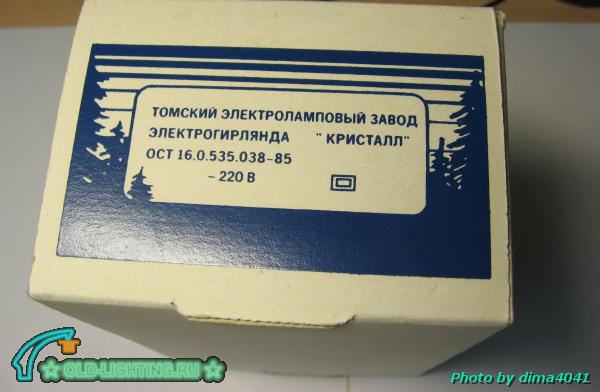 ТОМСКИЙ ЭЛЕКТРОЛАМПОВЫЙ ЗАВОД
ЭЛЕКТРОГИРЛЯНДА "КРИСТАЛЛ"
ОСТ 16.0.535.038-85
~ 220 В
OLD-LIGHTING.RU
Photo by dima4041